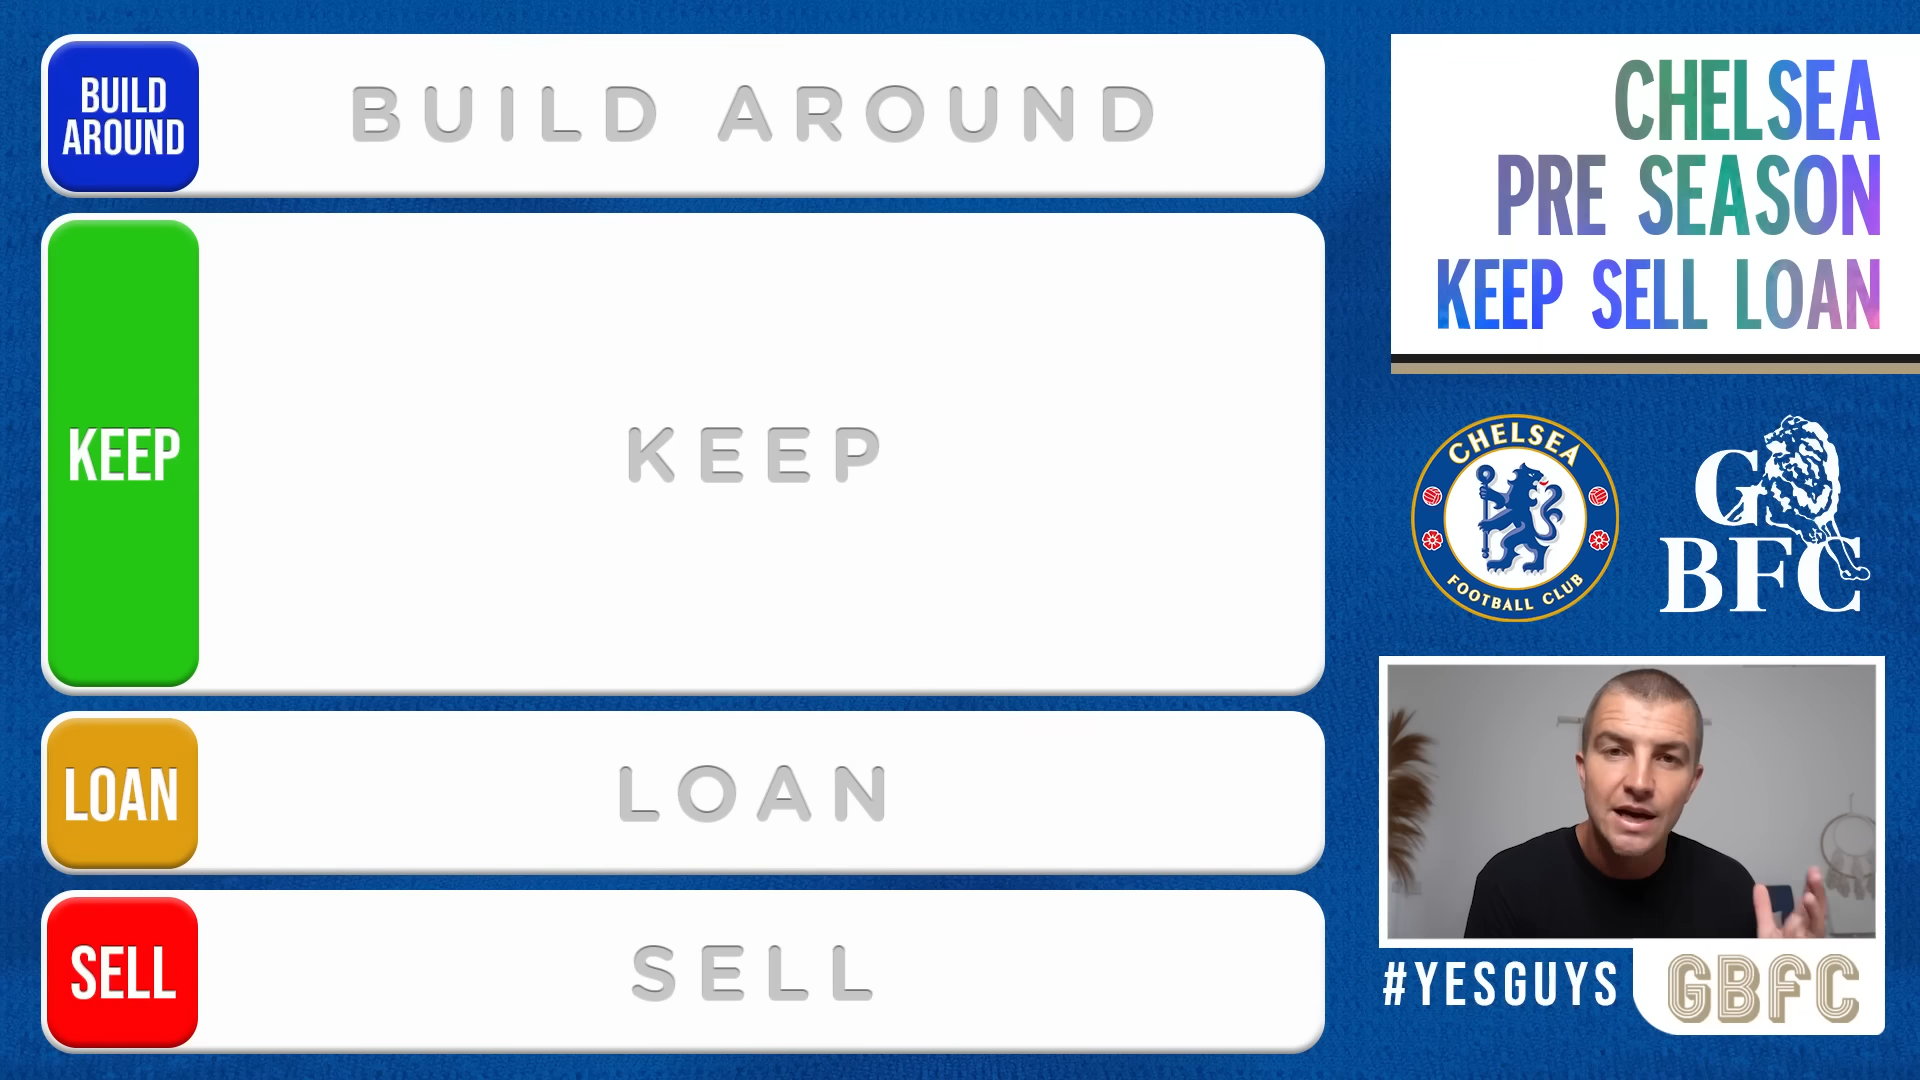 BUILD
AROUND
BUILD AROUND
KEEP
KEEP
LOAN
LOAN
SELL
SELL
CHELSEA
PRE SEASON
KEEP SELL LOAN
CHELSEA
FOOTBALL CLUB
G
BFC
#YESGUYS
GBFC